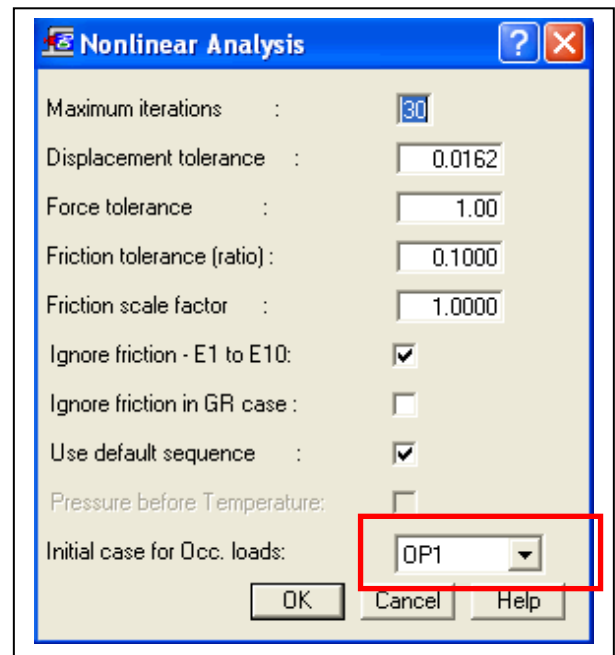 Nonlinear Analysis ?
Maximum iterations : 30
Displacement tolerance : 0.0162
Force tolerance : 1.00
Friction tolerance (ratio) : 0.1000
Friction scale factor : 1.0000
Ignore friction - E1 to E10:
Ignore friction in GR case :
Use default sequence :
Pressure before Temperature:
Initial case for Occ. loads: OP1
OK Cancel Help